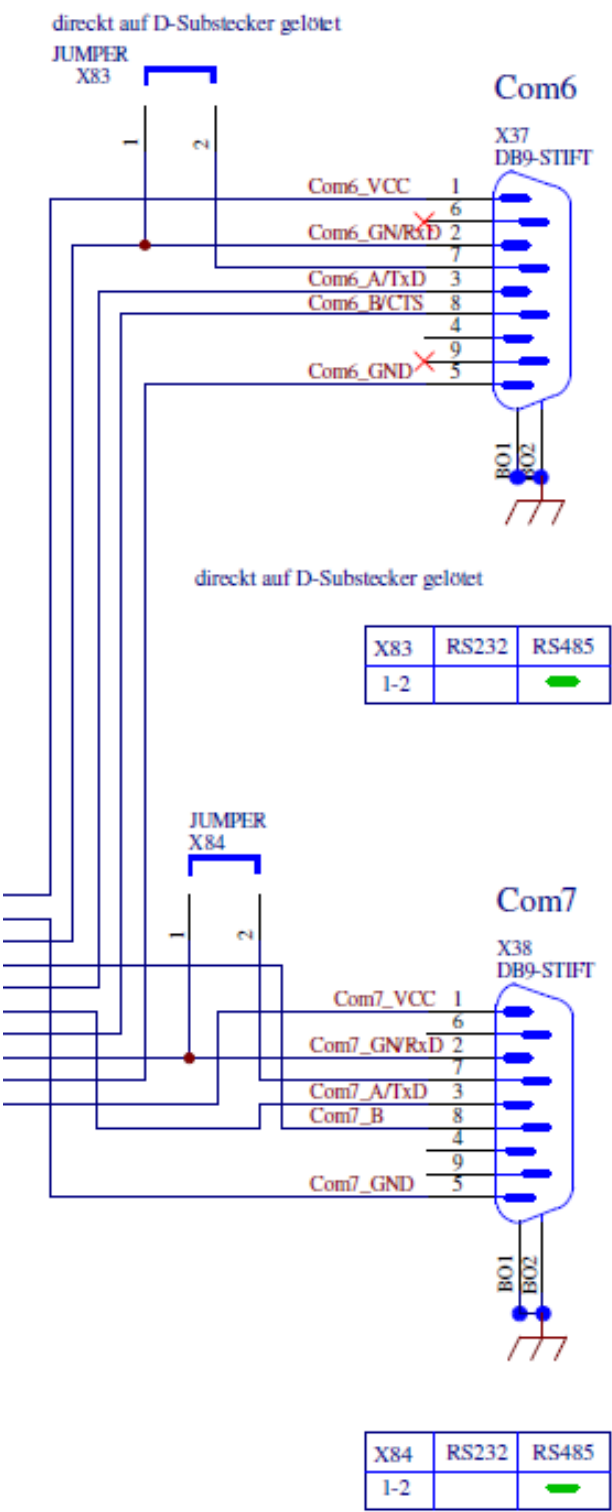 direckt auf D-Substecker gelötet
JUMPER
X83
1
2
Com6
X37
DB9-STIFT
Com6_VCC 1
6
Com6_GN/RxD 2
7
Com6_A/TxD 3
Com6_B/CTS 8
4
9
Com6_GND 5
BO1
BO2
direckt auf D-Substecker gelötet
X83 RS232 RS485
1-2
JUMPER
X84
1
2
Com7
X38
DB9-STIFT
Com7_VCC 1
6
Com7_GN/RxD 2
7
Com7_A/TxD 3
Com7_B 8
4
9
Com7_GND 5
BO1
BO2
X84 RS232 RS485
1-2